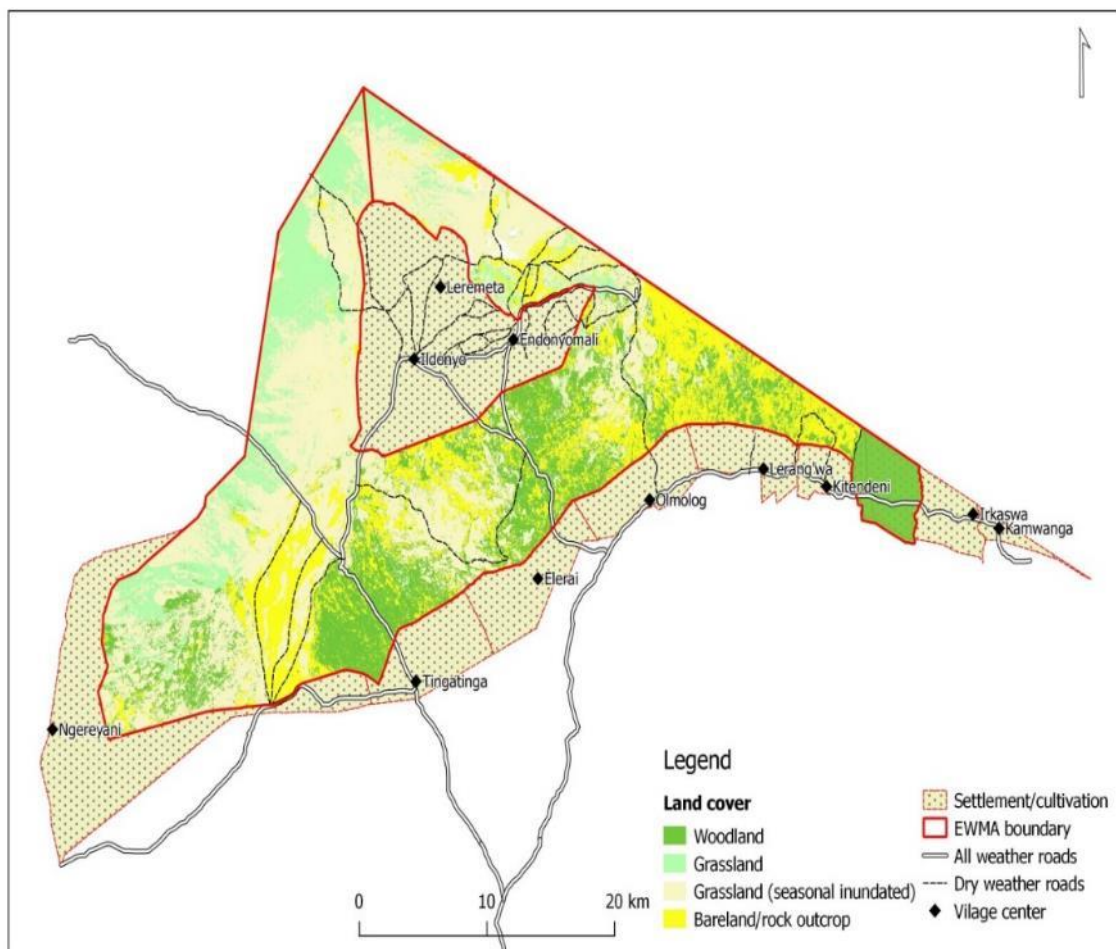 Leremeta
Endonyomali
Ildonyo
Lerang'wa
Kitendeni
Olmolog
Irkaswa
Kamwanga
Elerai
Tingatinga
Ngereyani
Legend
Land cover
Woodland
Grassland
Grassland (seasonal inundated)
Bareland/rock outcrop
Settlement/cultivation
EWMA boundary
All weather roads
Dry weather roads
Vilage center
0 10 20 km